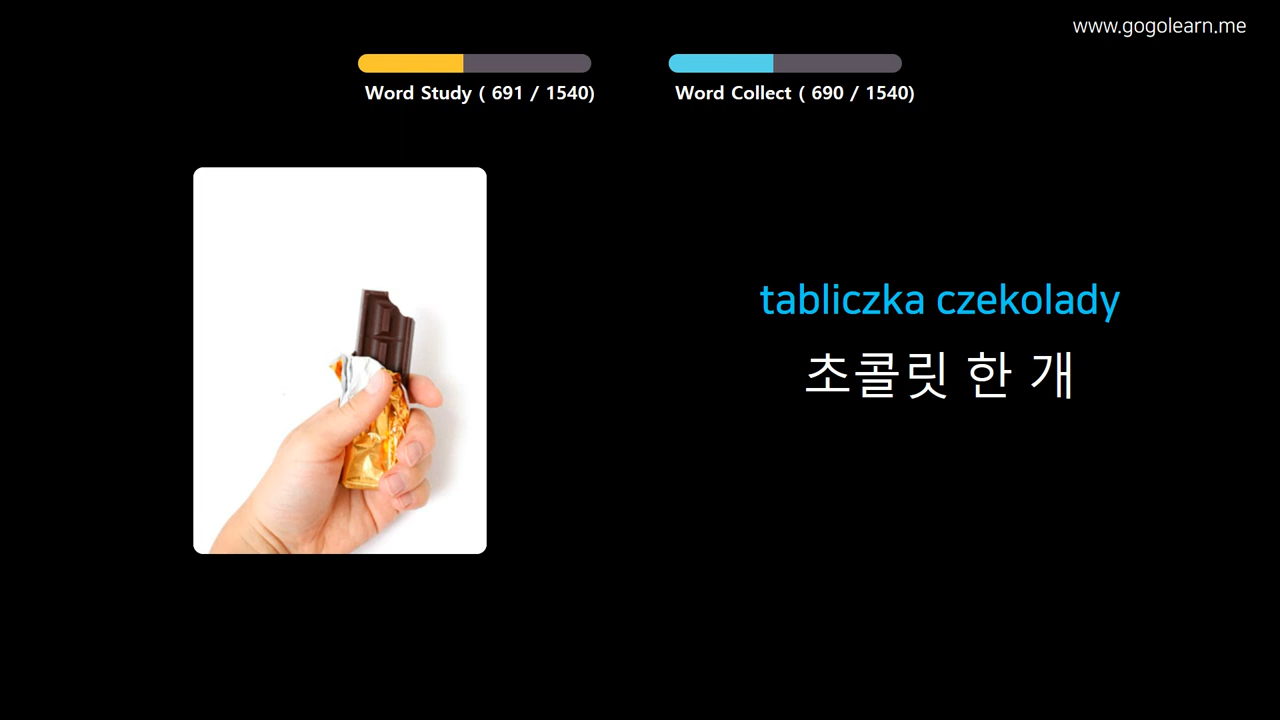 www.gogolearn.me
Word Study ( 691 / 1540)
Word Collect ( 690 / 1540)
tabliczka czekolady
초콜릿 한 개